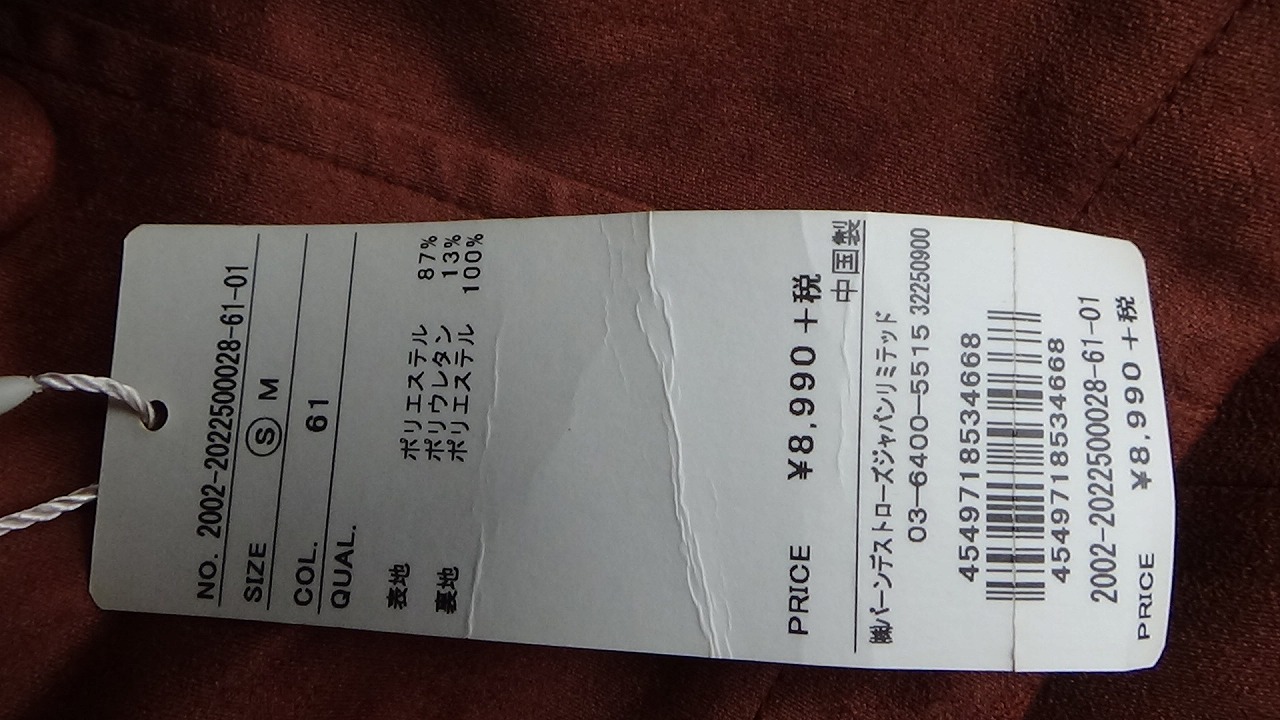 NO. 2002-2022500028-61-01
SIZE Ⓢ M
COL. 61
QUAL.
表地 ポリエステル 87%
ポリウレタン 13%
裏地 ポリエステル 100%
PRICE ¥8,990+税
中国製
㈱バーンデストローズジャパンリミテッド
03-6400-5515 32250900
4549718534668
4549718534668
2002-2022500028-61-01
PRICE ¥8,990+税